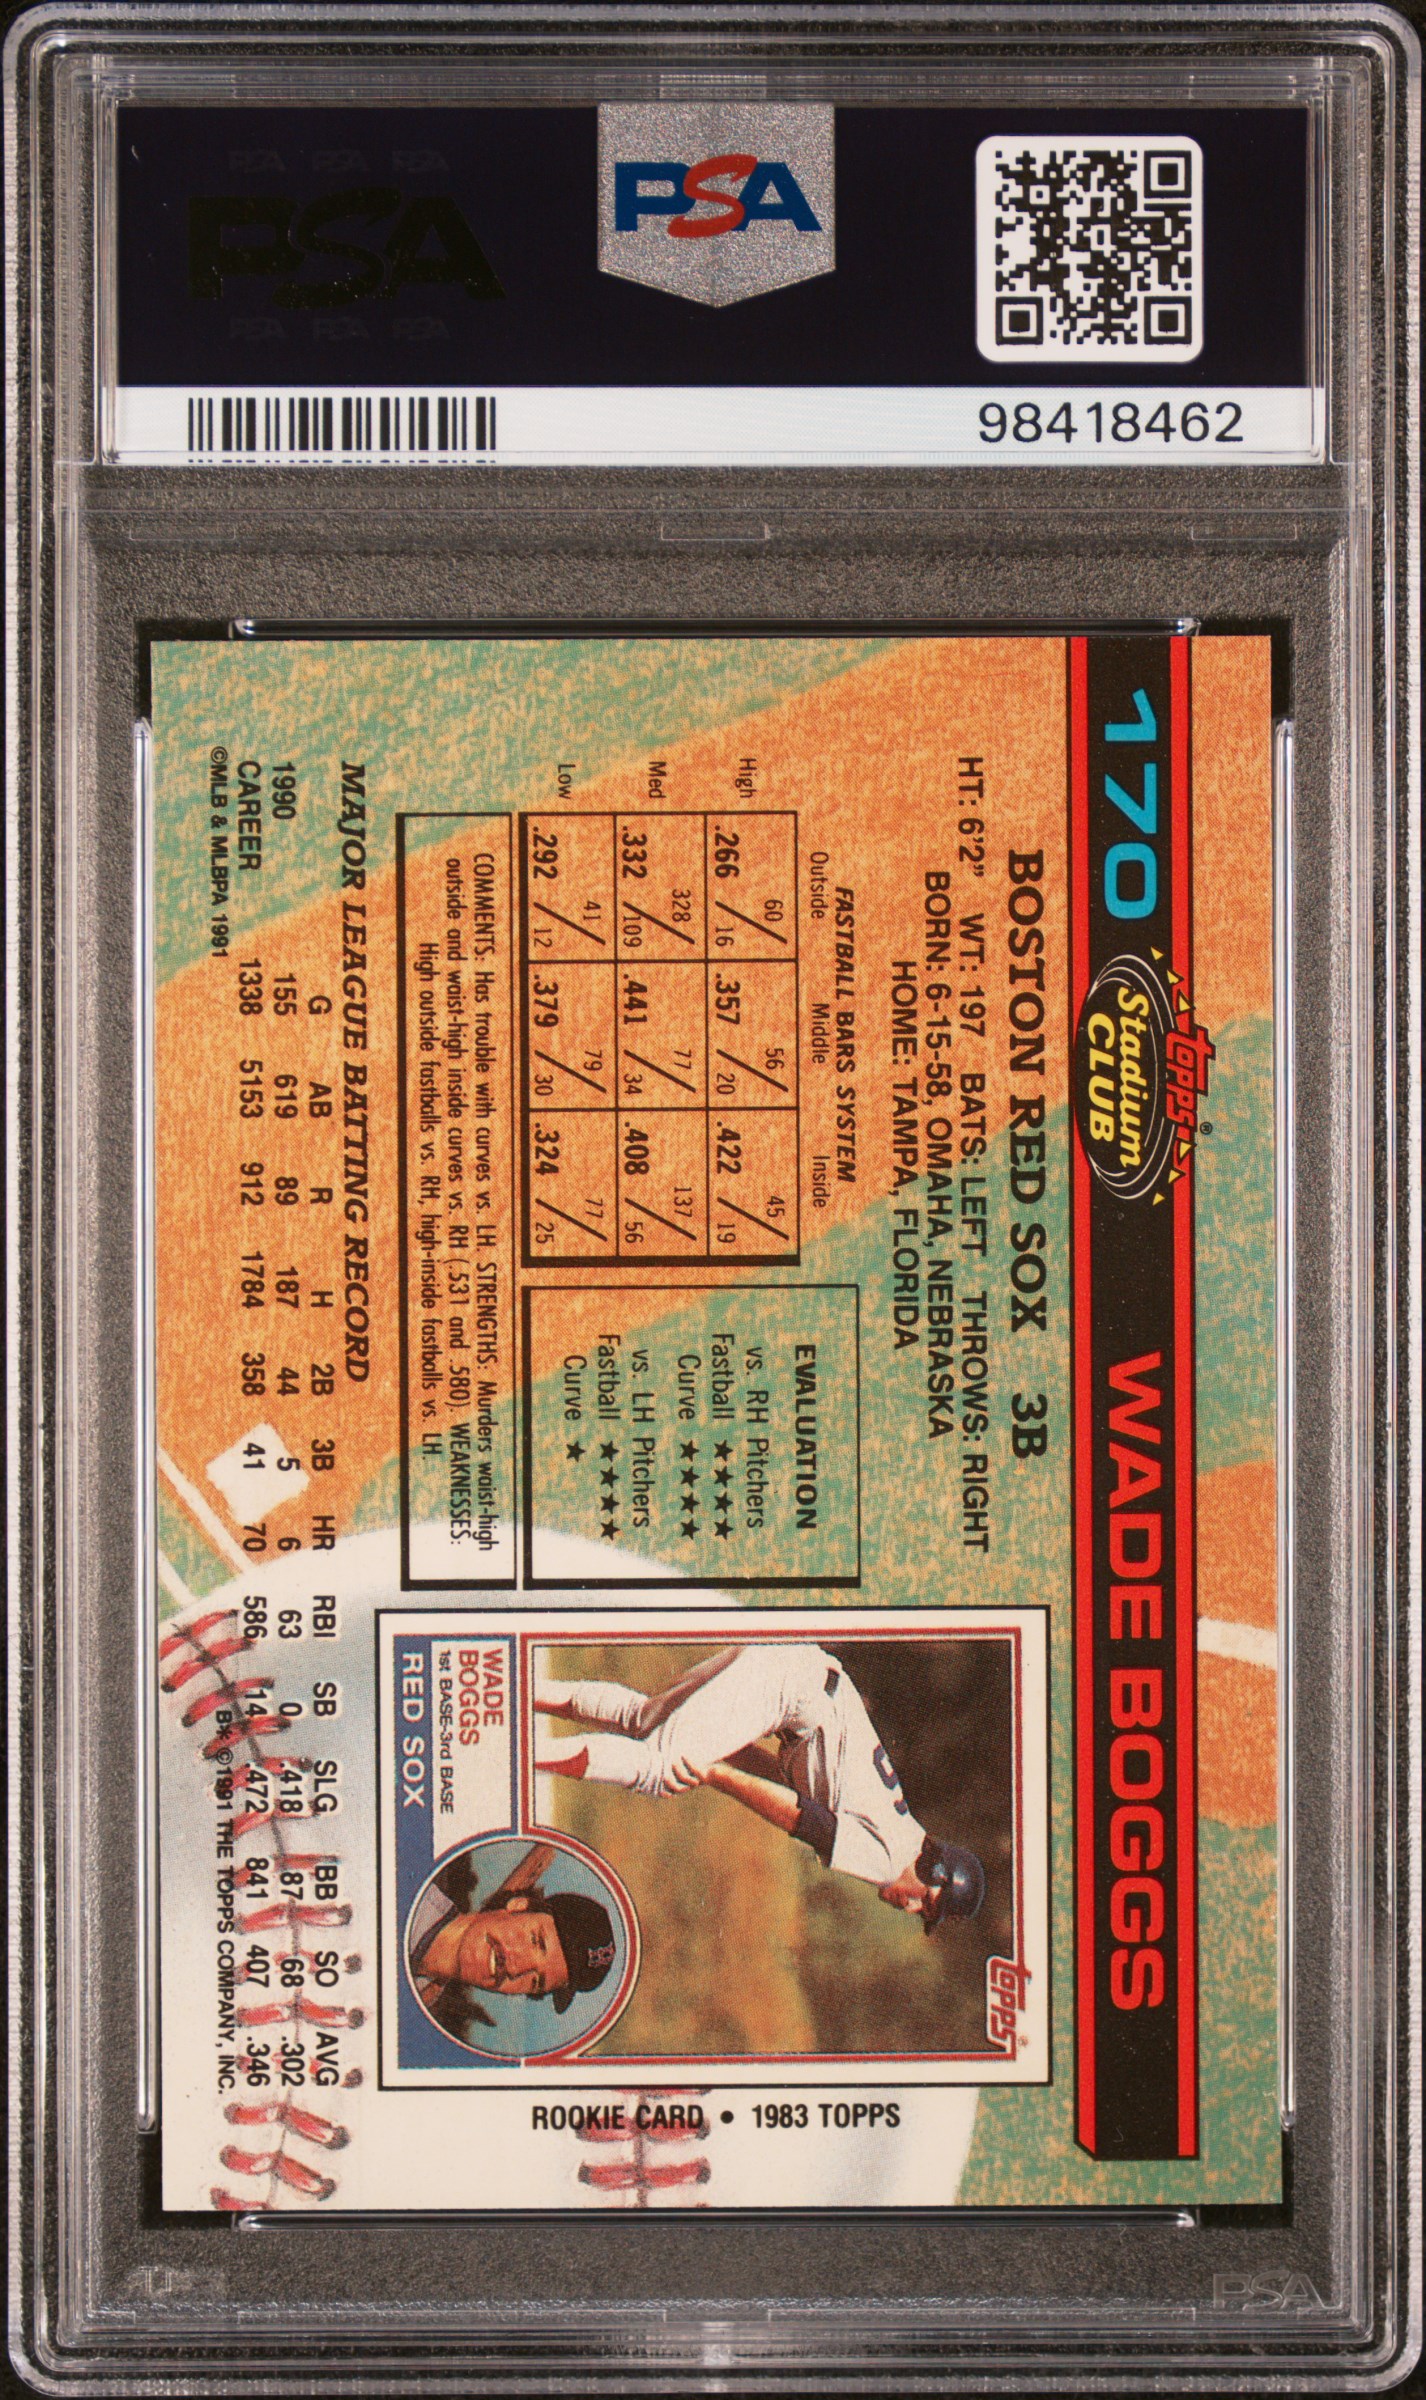 PSA
PSA
98418462
170
Topps®
Stadium
CLUB
WADE BOGGS
BOSTON RED SOX 3B
HT: 6'2" WT: 197 BATS: LEFT THROWS: RIGHT
BORN: 6-15-58, OMAHA, NEBRASKA
HOME: TAMPA, FLORIDA
FASTBALL BARS SYSTEM
Outside Middle Inside
High .266 60/16 .357 56/20 .422 45/19
Med .332 328/109 .441 77/34 .408 137/56
Low .292 41/12 .379 79/30 .324 77/25
EVALUATION
vs. RH Pitchers
Fastball ★★★★
Curve ★★★★
vs. LH Pitchers
Fastball ★★★★
Curve ★
COMMENTS: Has trouble with curves vs. LH. STRENGTHS: Murders waist-high
outside and waist-high inside curves vs. RH (.531 and .580). WEAKNESSES:
High outside fastballs vs. RH, high-inside fastballs vs. LH.
Topps
WADE
BOGGS
1st BASE-3rd BASE
RED SOX
ROOKIE CARD • 1983 TOPPS
MAJOR LEAGUE BATTING RECORD
G AB R H 2B 3B HR RBI SB SLG BB SO AVG
1990 155 619 89 187 44 5 6 63 0 .418 87 68 .302
CAREER 1338 5153 912 1784 358 41 70 586 14 .472 841 407 .346
©MLB & MLBPA 1991 B* ©1991 THE TOPPS COMPANY, INC.
PSA